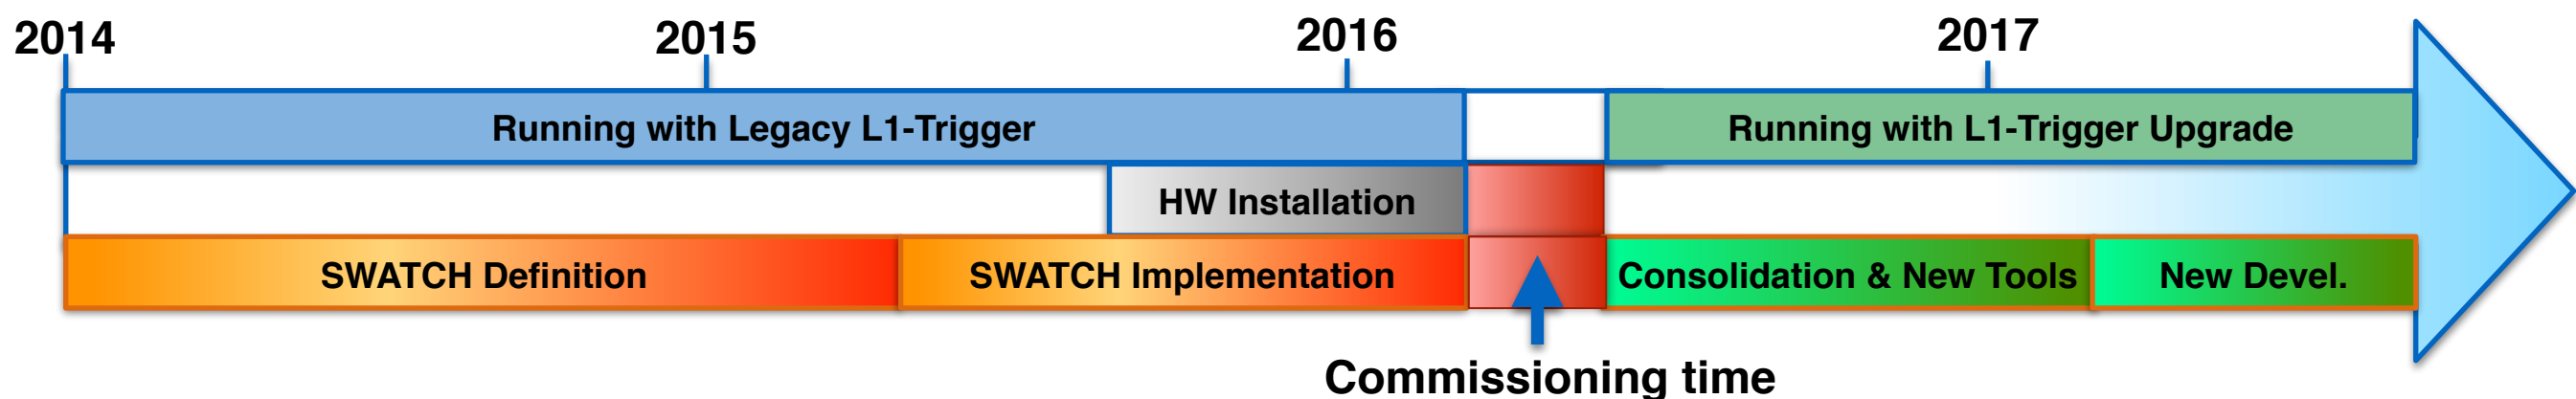 2014
2015
2016
2017
Running with Legacy L1-Trigger
Running with L1-Trigger Upgrade
HW Installation
SWATCH Definition
SWATCH Implementation
Consolidation & New Tools
New Devel.
Commissioning time